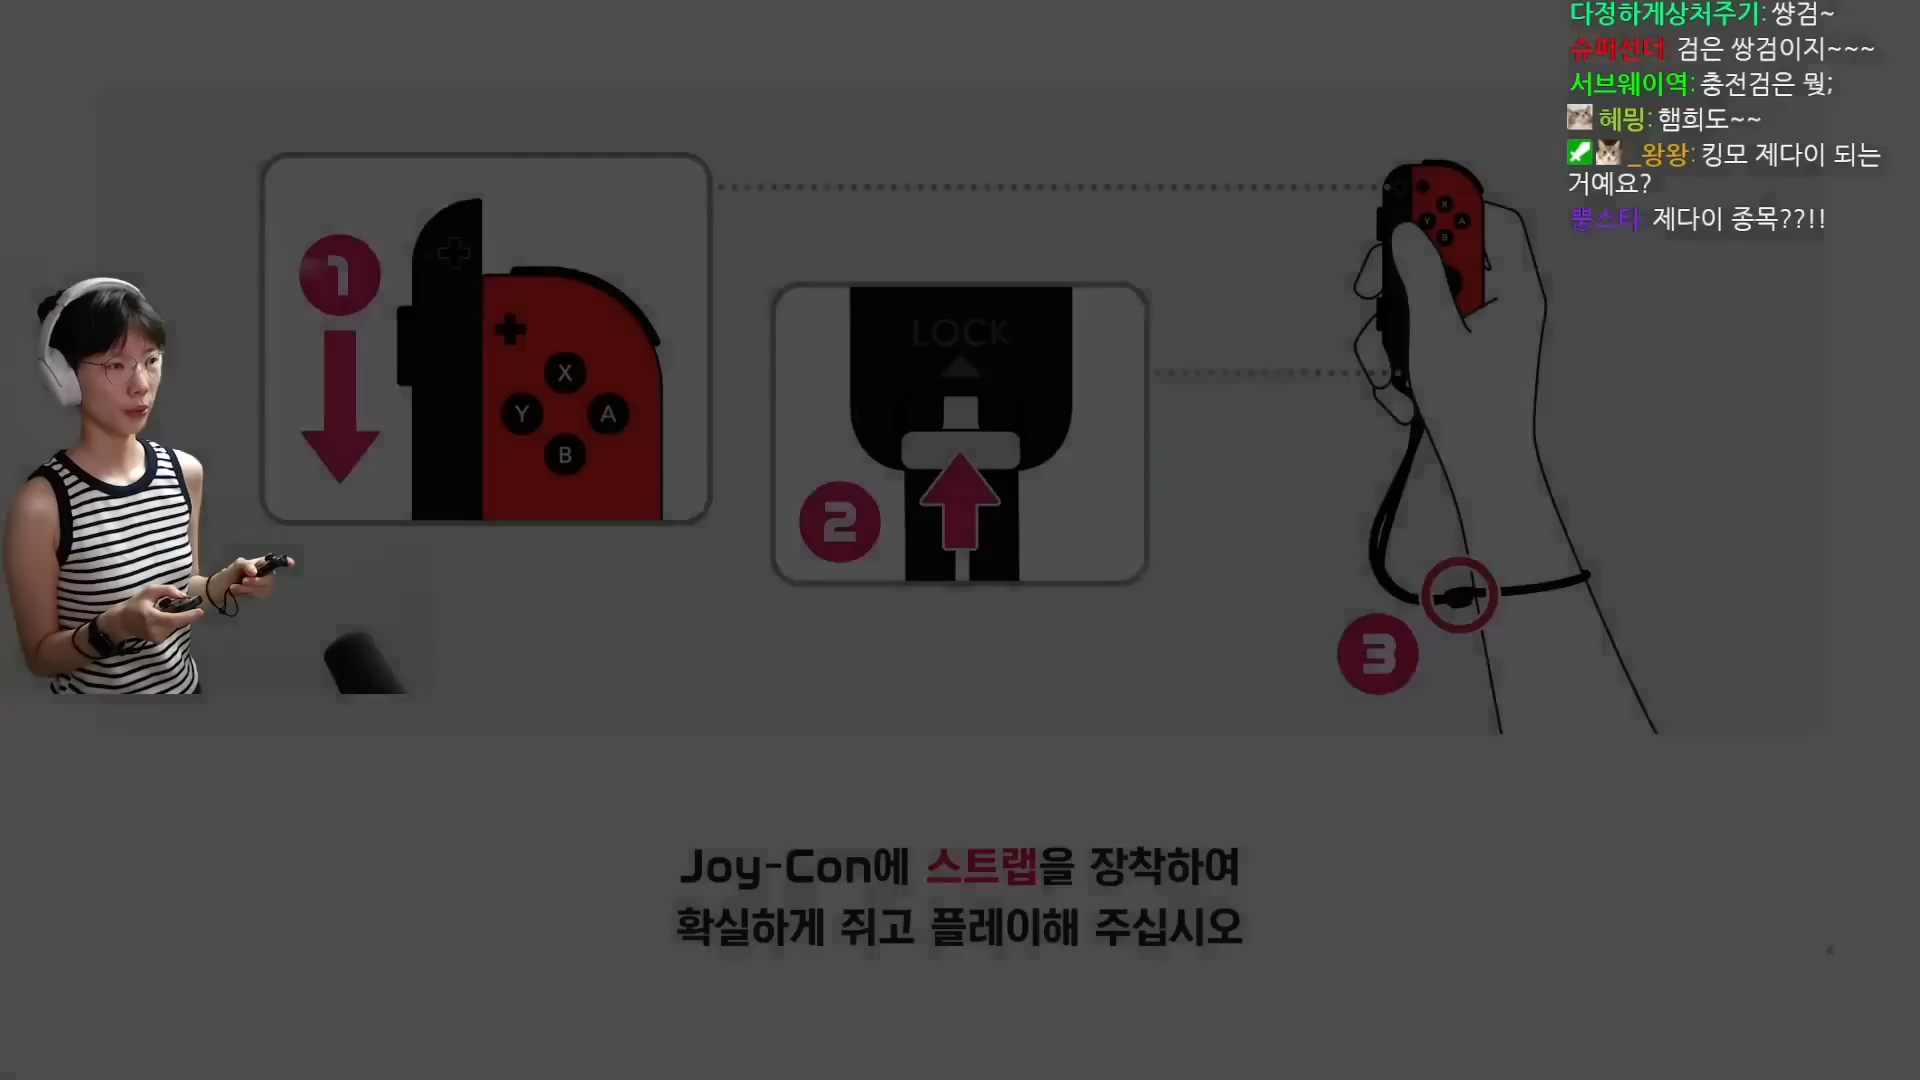 다정하게상처주기: 쌍검~
슈패선더: 검은 쌍검이지~~~
서브웨이역: 충전검은 뭦;
혜밍: 햄희도~~
_왕왕: 킹모 제다이 되는
거예요?
뿡스타: 제다이 종목??!!
1
X
Y
A
B
LOCK
2
X
Y
A
B
3
Joy-Con에 스트랩을 장착하여
확실하게 쥐고 플레이해 주십시오